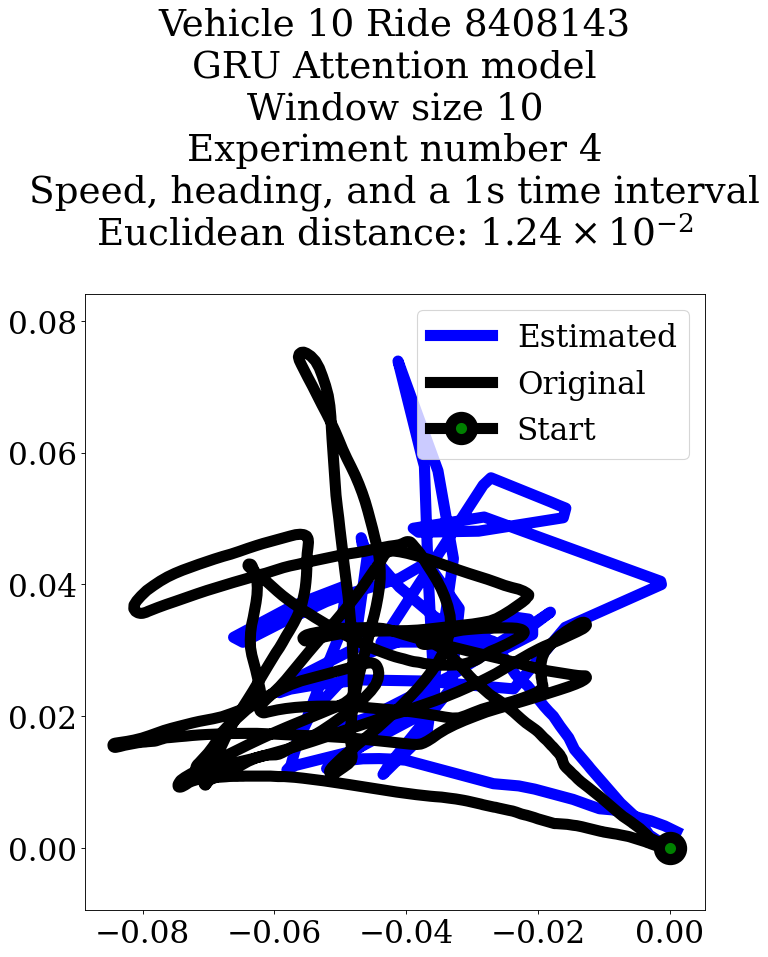 Vehicle 10 Ride 8408143
GRU Attention model
Window size 10
Experiment number 4
Speed, heading, and a 1s time interval
Euclidean distance: 1.24 × 10⁻²
Estimated
Original
Start
0.08
0.06
0.04
0.02
0.00
−0.08 −0.06 −0.04 −0.02 0.00